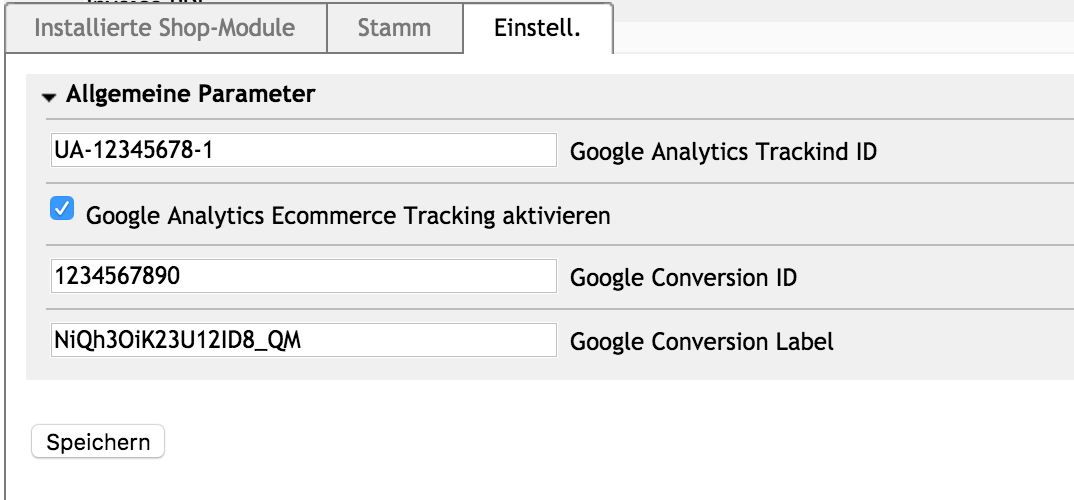 Installierte Shop-Module
Stamm
Einstell.
Allgemeine Parameter
UA-12345678-1
Google Analytics Trackind ID
Google Analytics Ecommerce Tracking aktivieren
1234567890
Google Conversion ID
NiQh3OiK23U12ID8_QM
Google Conversion Label
Speichern